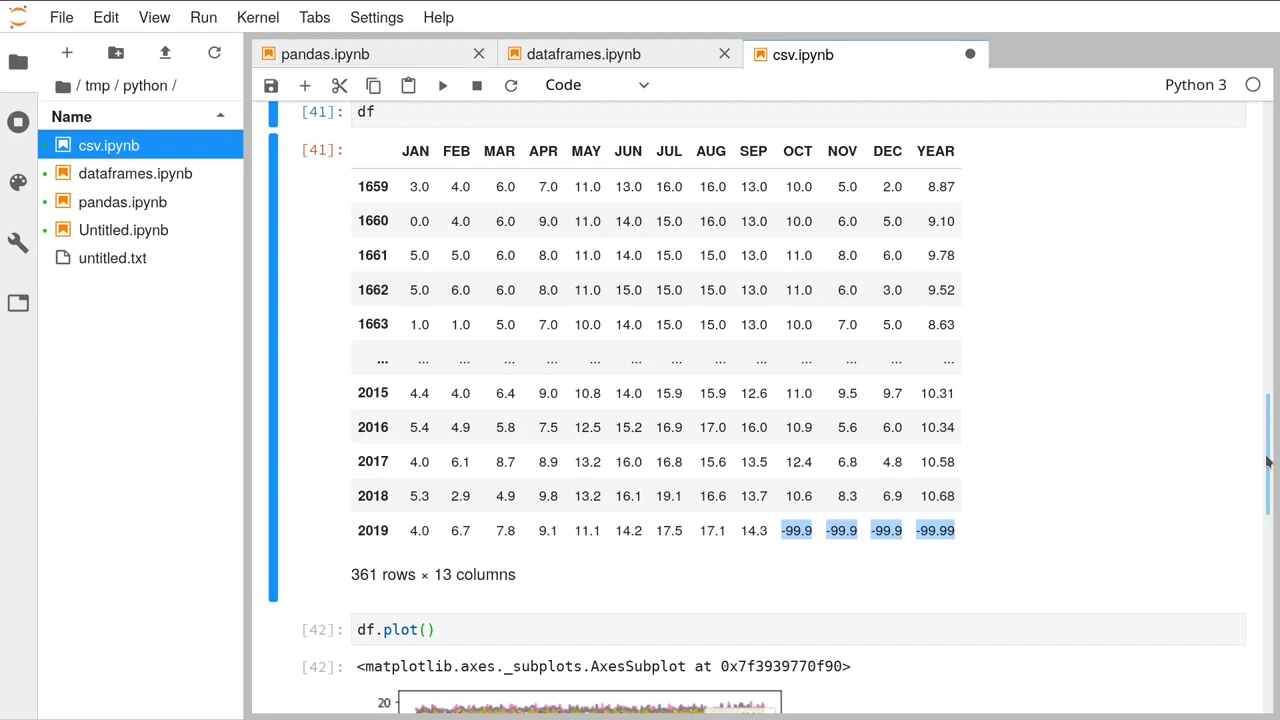 File Edit View Run Kernel Tabs Settings Help
pandas.ipynb dataframes.ipynb csv.ipynb
/ tmp / python /
Code Python 3
Name
csv.ipynb
dataframes.ipynb
pandas.ipynb
Untitled.ipynb
untitled.txt
[41]: df
[41]: JAN FEB MAR APR MAY JUN JUL AUG SEP OCT NOV DEC YEAR
1659 3.0 4.0 6.0 7.0 11.0 13.0 16.0 16.0 13.0 10.0 5.0 2.0 8.87
1660 0.0 4.0 6.0 9.0 11.0 14.0 15.0 16.0 13.0 10.0 6.0 5.0 9.10
1661 5.0 5.0 6.0 8.0 11.0 14.0 15.0 15.0 13.0 11.0 8.0 6.0 9.78
1662 5.0 6.0 6.0 8.0 11.0 15.0 15.0 15.0 13.0 11.0 6.0 3.0 9.52
1663 1.0 1.0 5.0 7.0 10.0 14.0 15.0 15.0 13.0 10.0 7.0 5.0 8.63
... ... ... ... ... ... ... ... ... ... ... ... ... ...
2015 4.4 4.0 6.4 9.0 10.8 14.0 15.9 15.9 12.6 11.0 9.5 9.7 10.31
2016 5.4 4.9 5.8 7.5 12.5 15.2 16.9 17.0 16.0 10.9 5.6 6.0 10.34
2017 4.0 6.1 8.7 8.9 13.2 16.0 16.8 15.6 13.5 12.4 6.8 4.8 10.58
2018 5.3 2.9 4.9 9.8 13.2 16.1 19.1 16.6 13.7 10.6 8.3 6.9 10.68
2019 4.0 6.7 7.8 9.1 11.1 14.2 17.5 17.1 14.3 -99.9 -99.9 -99.9 -99.99
361 rows × 13 columns
[42]: df.plot()
[42]: <matplotlib.axes._subplots.AxesSubplot at 0x7f3939770f90>
20